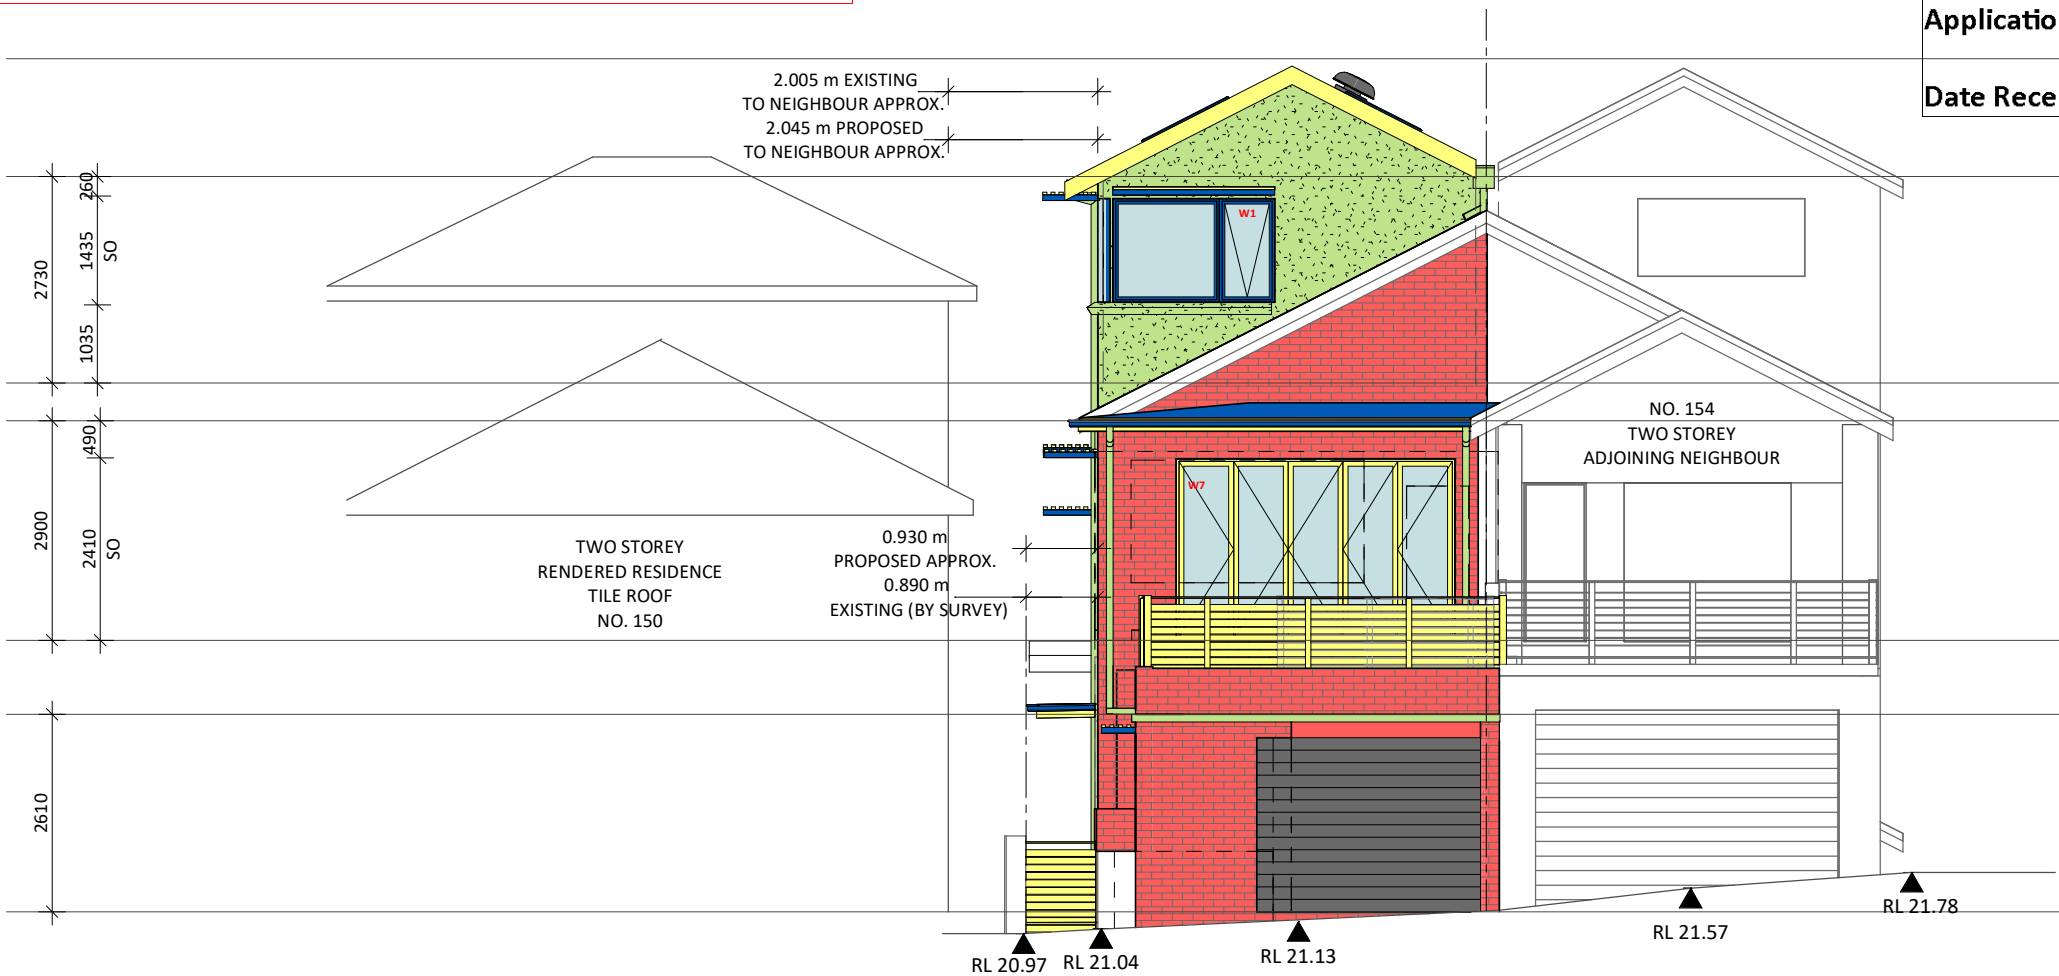 Applicatio
Date Rece
2.005 m EXISTING
TO NEIGHBOUR APPROX.
2.045 m PROPOSED
TO NEIGHBOUR APPROX.
260
1435
SO
2730
1035
490
2900
2410
SO
2610
W1
W7
NO. 154
TWO STOREY
ADJOINING NEIGHBOUR
TWO STOREY
RENDERED RESIDENCE
TILE ROOF
NO. 150
0.930 m
PROPOSED APPROX.
0.890 m
EXISTING (BY SURVEY)
RL 20.97
RL 21.04
RL 21.13
RL 21.57
RL 21.78